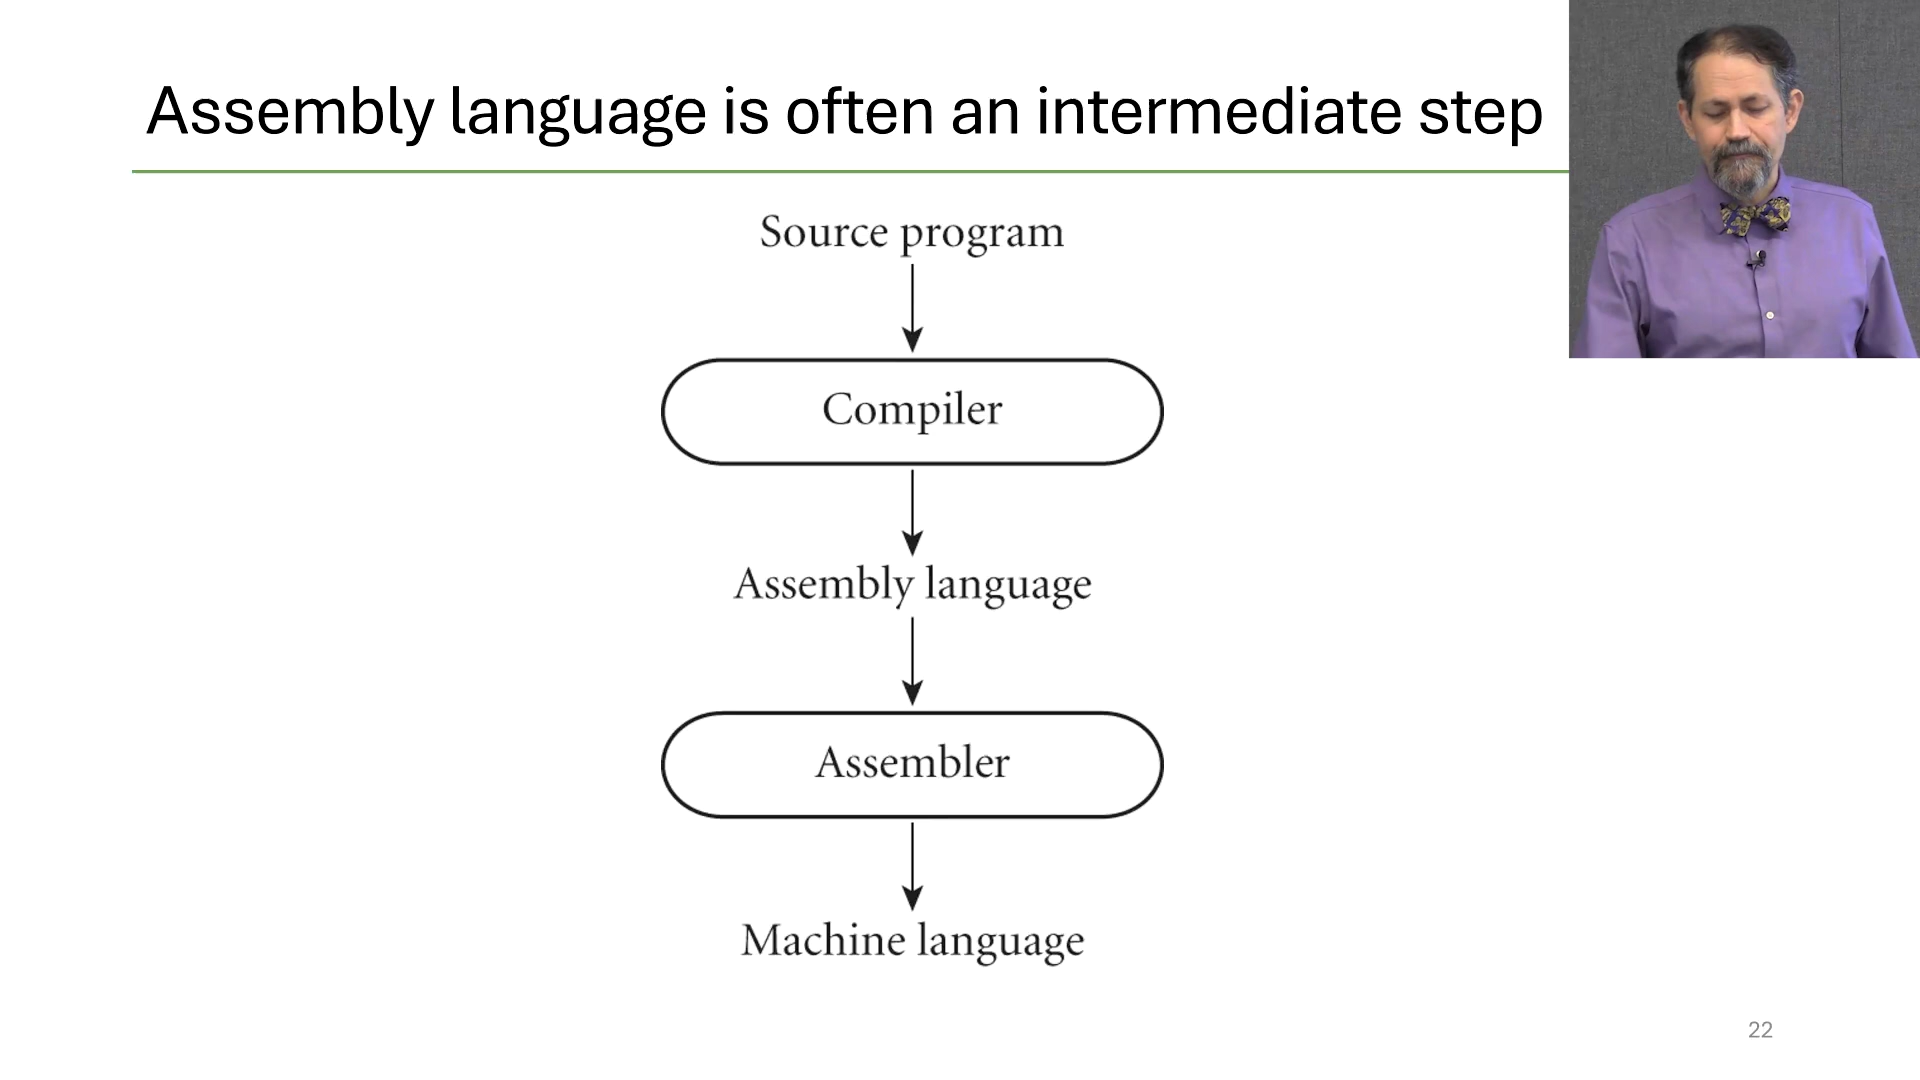 Assembly language is often an intermediate step
Source program
Compiler
Assembly language
Assembler
Machine language
22